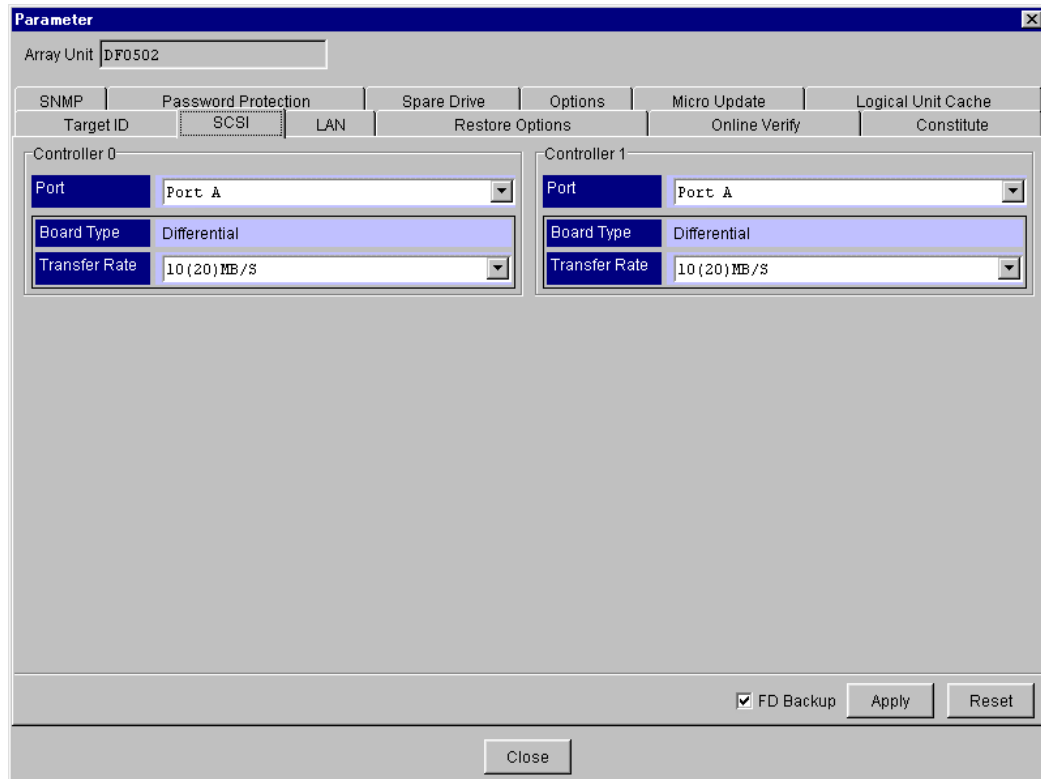 Parameter
Array Unit DF0502
SNMP Password Protection Spare Drive Options Micro Update Logical Unit Cache
Target ID SCSI LAN Restore Options Online Verify Constitute
Controller 0
Port Port A
Board Type Differential
Transfer Rate 10(20)MB/S
Controller 1
Port Port A
Board Type Differential
Transfer Rate 10(20)MB/S
FD Backup Apply Reset
Close